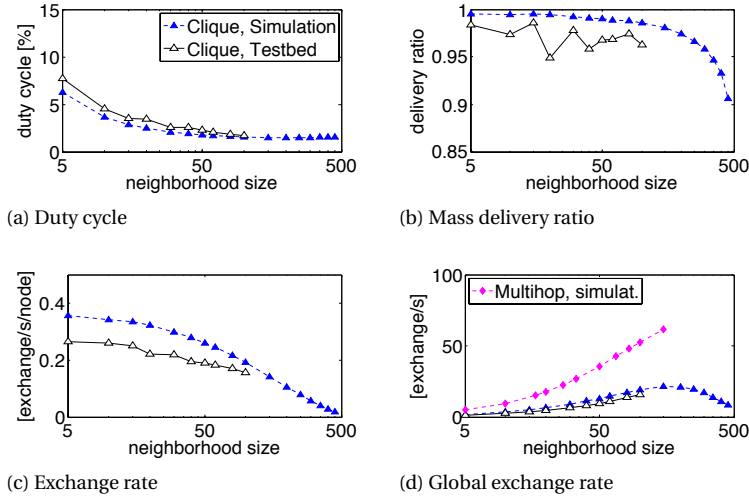 15
10
5
0
duty cycle [%]
Clique, Simulation
Clique, Testbed
5 50 500
neighborhood size
(a) Duty cycle
1
0.95
0.9
0.85
delivery ratio
5 50 500
neighborhood size
(b) Mass delivery ratio
0.4
0.2
0
[exchange/s/node]
5 50 500
neighborhood size
(c) Exchange rate
100
50
0
[exchange/s]
Multihop, simulat.
5 50 500
neighborhood size
(d) Global exchange rate